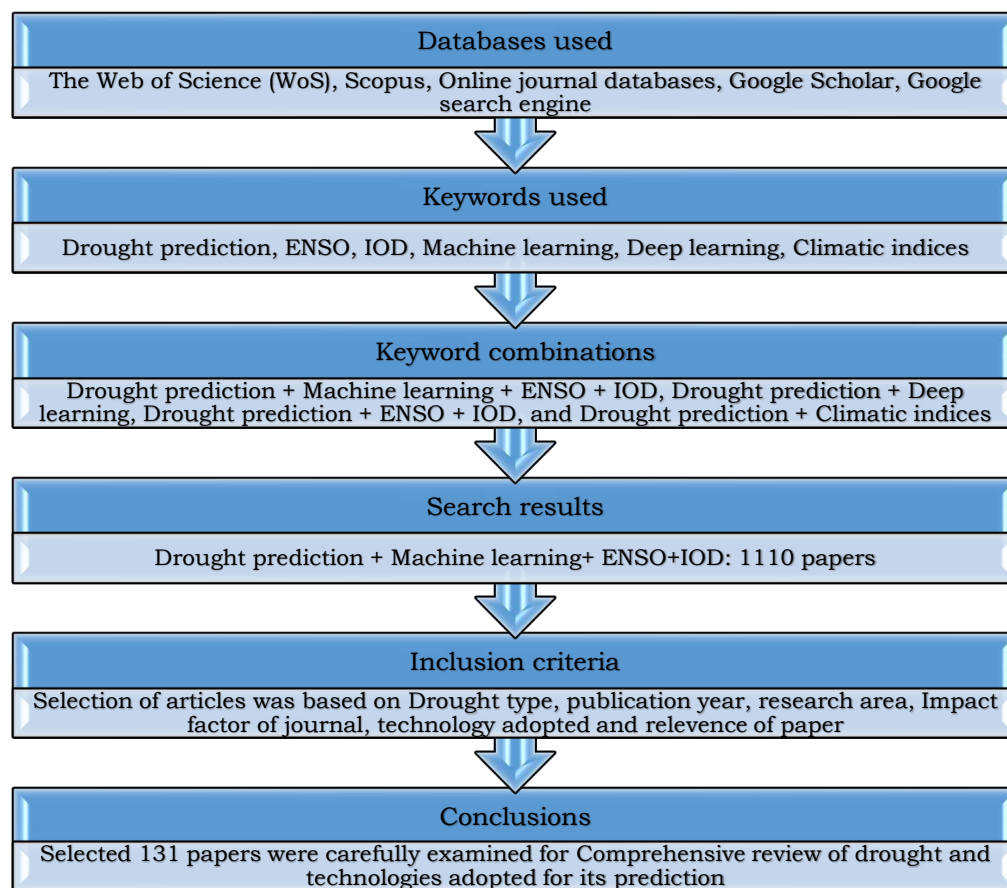 Databases used
The Web of Science (WoS), Scopus, Online journal databases, Google Scholar, Google
search engine
Keywords used
Drought prediction, ENSO, IOD, Machine learning, Deep learning, Climatic indices
Keyword combinations
Drought prediction + Machine learning + ENSO + IOD, Drought prediction + Deep
learning, Drought prediction + ENSO + IOD, and Drought prediction + Climatic indices
Search results
Drought prediction + Machine learning+ ENSO+IOD: 1110 papers
Inclusion criteria
Selection of articles was based on Drought type, publication year, research area, Impact
factor of journal, technology adopted and relevence of paper
Conclusions
Selected 131 papers were carefully examined for Comprehensive review of drought and
technologies adopted for its prediction